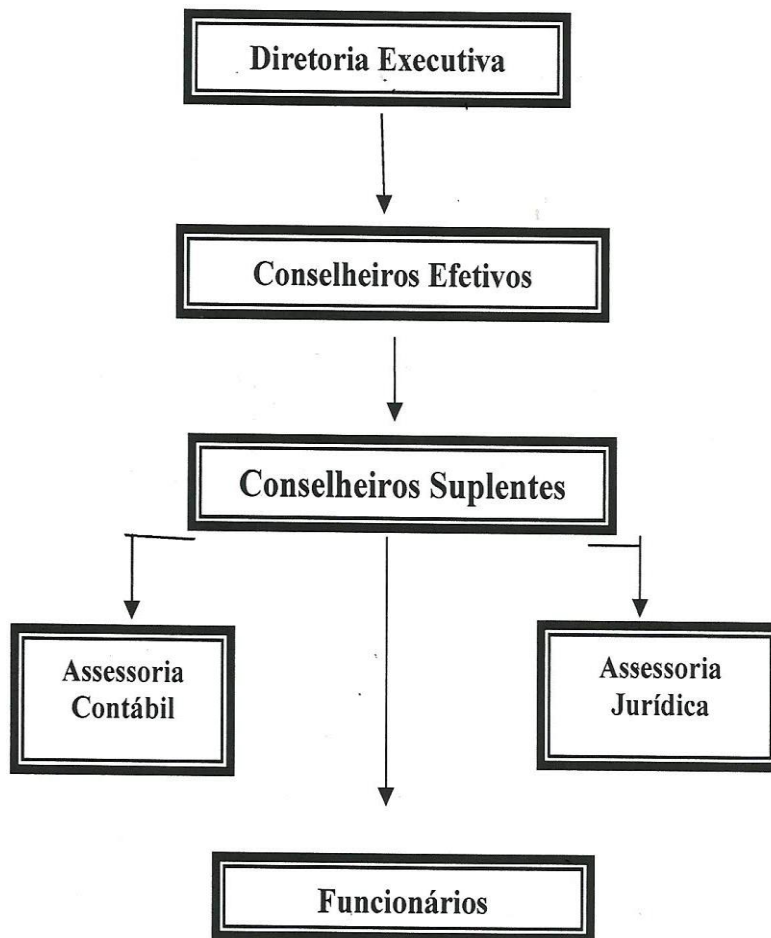 Diretoria Executiva
Conselheiros Efetivos
Conselheiros Suplentes
Assessoria
Contábil
Assessoria
Jurídica
Funcionários